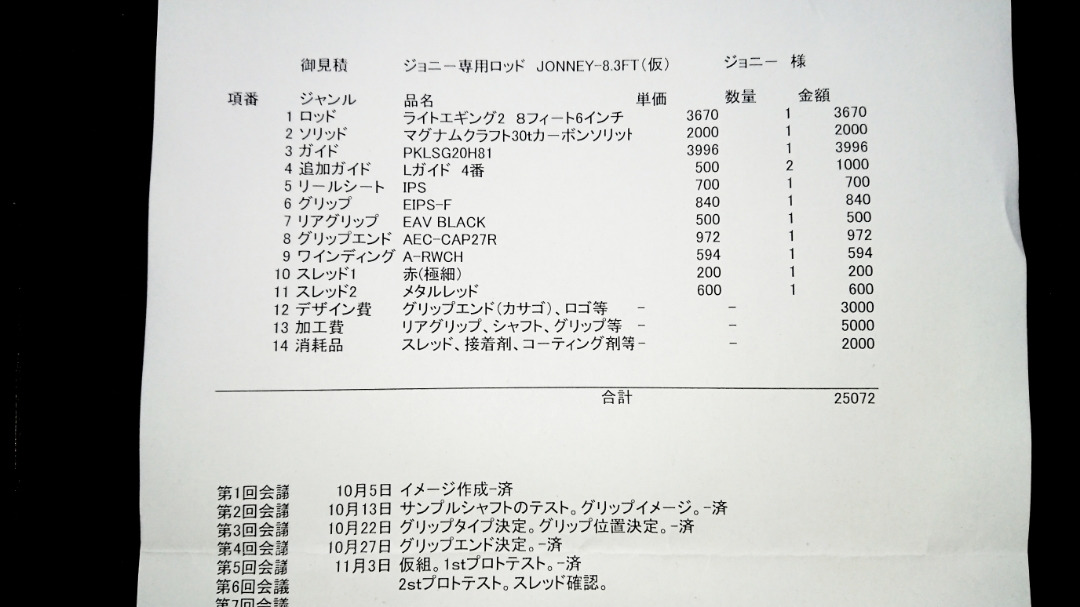 御見積 ジョニー専用ロッド JONNEY-8.3FT(仮) ジョニー 様
項番 ジャンル 品名 単価 数量 金額
1 ロッド ライトエギング2 8フィート6インチ 3670 1 3670
2 ソリッド マグナムクラフト30tカーボンソリット 2000 1 2000
3 ガイド PKLSG20H81 3996 1 3996
4 追加ガイド Lガイド 4番 500 2 1000
5 リールシート IPS 700 1 700
6 グリップ EIPS-F 840 1 840
7 リアグリップ EAV BLACK 500 1 500
8 グリップエンド AEC-CAP27R 972 1 972
9 ワインディング A-RWCH 594 1 594
10 スレッド1 赤(極細) 200 1 200
11 スレッド2 メタルレッド 600 1 600
12 デザイン費 グリップエンド(カサゴ)、ロゴ等 - - 3000
13 加工費 リアグリップ、シャフト、グリップ等 - - 5000
14 消耗品 スレッド、接着剤、コーティング剤等 - - 2000
合計 25072
第1回会議 10月5日 イメージ作成-済
第2回会議 10月13日 サンプルシャフトのテスト。グリップイメージ。-済
第3回会議 10月22日 グリップタイプ決定。グリップ位置決定。-済
第4回会議 10月27日 グリップエンド決定。-済
第5回会議 11月3日 仮組。1stプロトテスト。-済
第6回会議 2ndプロトテスト。スレッド確認。
第7回会議